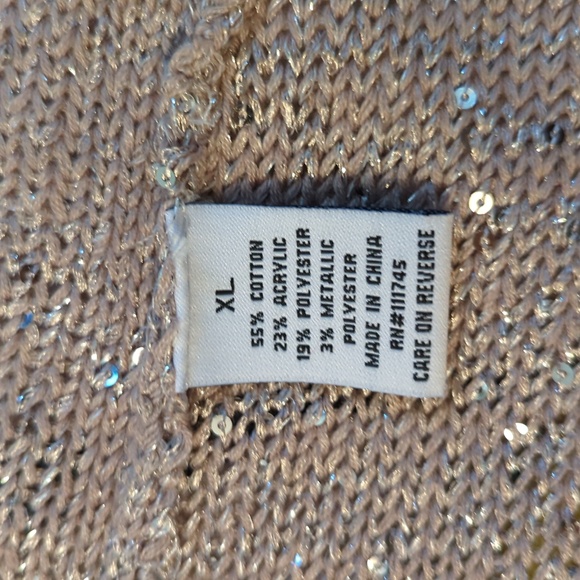 XL
55% COTTON
23% ACRYLIC
19% POLYESTER
3% METALLIC
POLYESTER
MADE IN CHINA
RN#111745
CARE ON REVERSE